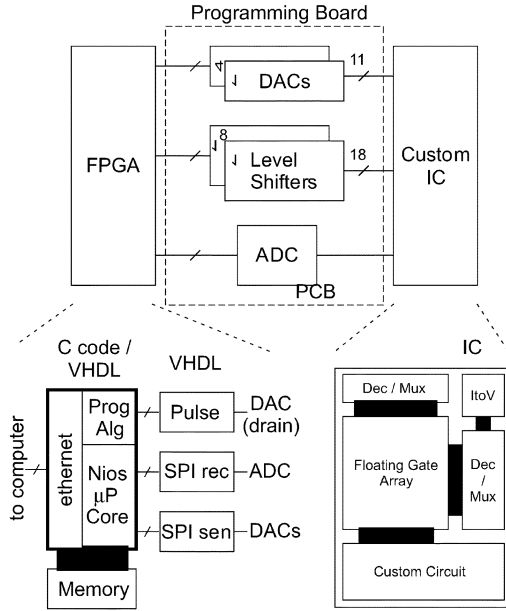 Programming Board
FPGA
4
DACs
11
8
Level
Shifters
18
ADC
PCB
Custom
IC
C code /
VHDL
VHDL
to computer
ethernet
Prog
Alg
Nios
µP
Core
Memory
Pulse
DAC
(drain)
SPI rec
ADC
SPI sen
DACs
IC
Dec / Mux
ItoV
Floating Gate
Array
Dec
/
Mux
Custom Circuit